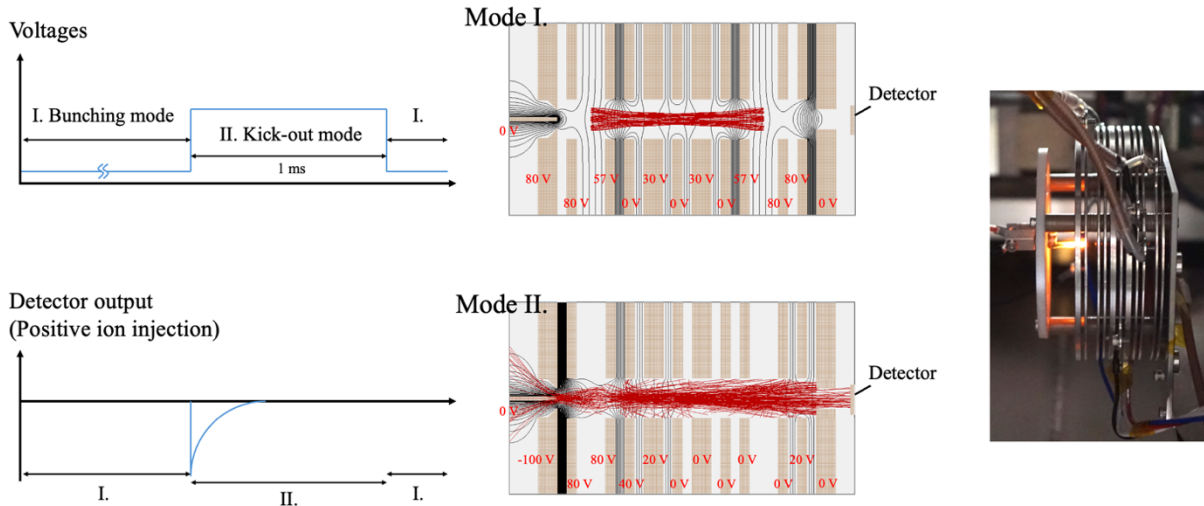 Voltages
I. Bunching mode
II. Kick-out mode
I.
1 ms
Mode I.
Detector
0 V
80 V 57 V 30 V 30 V 57 V 80 V
80 V 0 V 0 V 0 V 80 V 0 V
Detector output
(Positive ion injection)
I.
II.
I.
Mode II.
Detector
0 V
-100 V 80 V 20 V 0 V 0 V 20 V
80 V 40 V 0 V 0 V 0 V 0 V